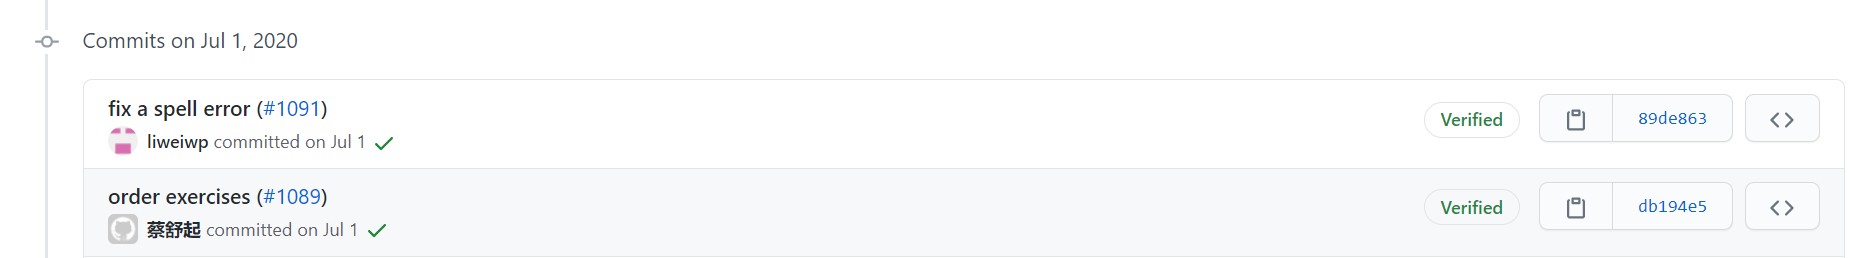 Commits on Jul 1, 2020
fix a spell error (#1091)
liweiwp committed on Jul 1
Verified
89de863
order exercises (#1089)
蔡舒起 committed on Jul 1
Verified
db194e5